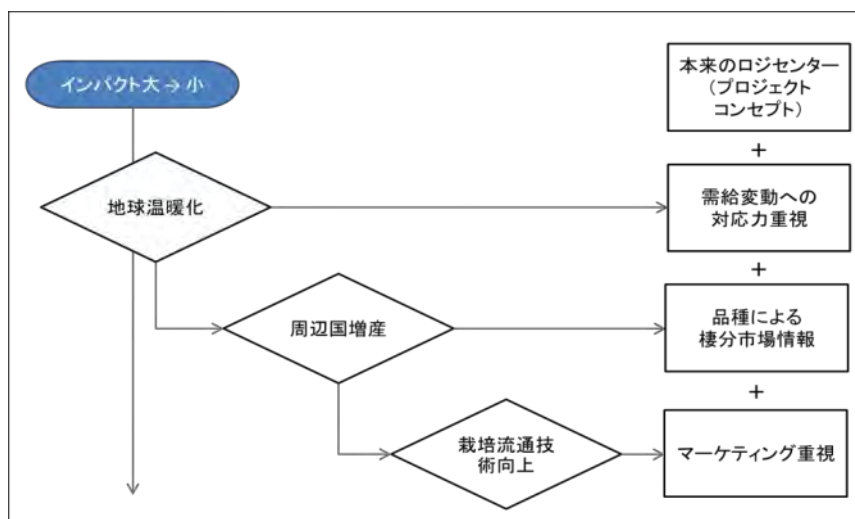 インパクト大→小
本来のロジセンター
(プロジェクト
コンセプト)
+
地球温暖化
需給変動への
対応力重視
+
周辺国増産
品種による
棲分市場情報
+
栽培流通技
術向上
マーケティング重視